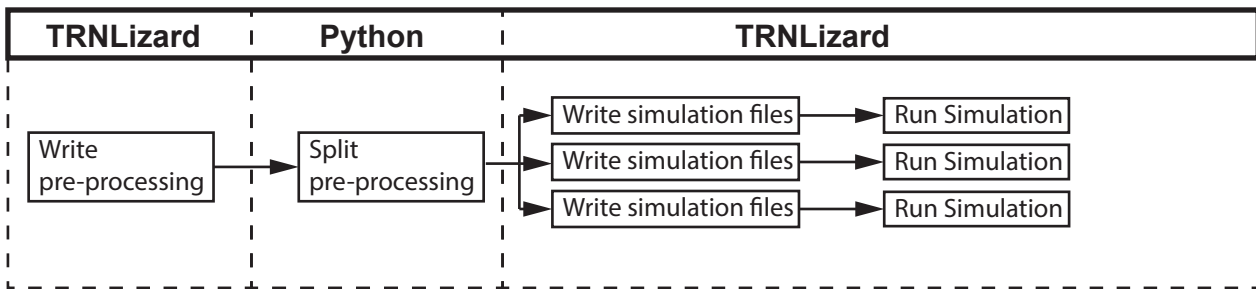 TRNLizard
Python
TRNLizard
Write
pre-processing
Split
pre-processing
Write simulation files
Run Simulation
Write simulation files
Run Simulation
Write simulation files
Run Simulation